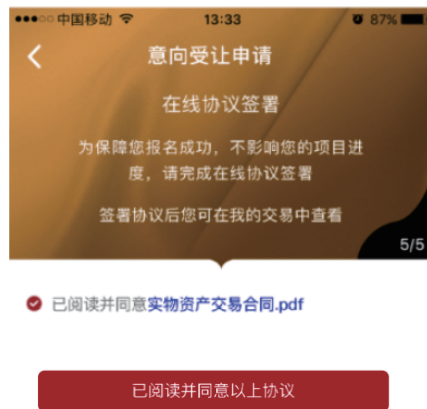 中国移动 13:33 87%
意向受让申请
在线协议签署
为保障您报名成功，不影响您的项目进
度，请完成在线协议签署
签署协议后您可在我的交易中查看
5/5
已阅读并同意实物资产交易合同.pdf
已阅读并同意以上协议